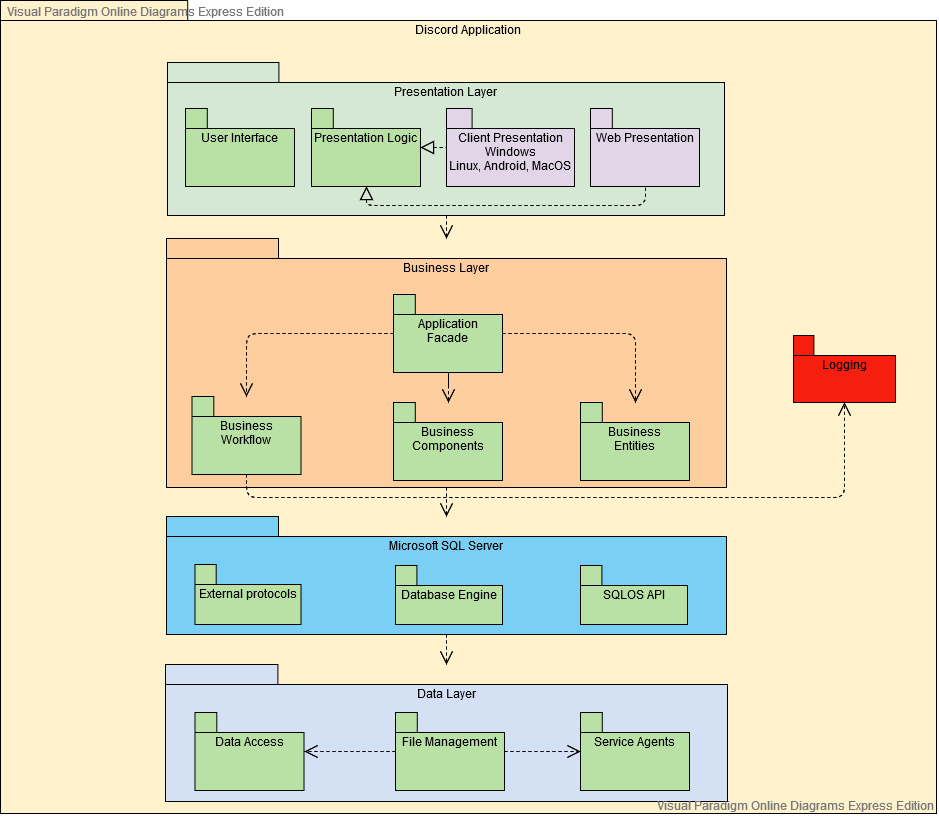 Visual Paradigm Online Diagrams Express Edition
Discord Application
Presentation Layer
User Interface
Presentation Logic
Client Presentation
Windows
Linux, Android, MacOS
Web Presentation
Business Layer
Application
Facade
Logging
Business
Workflow
Business
Components
Business
Entities
Microsoft SQL Server
External protocols
Database Engine
SQLOS API
Data Layer
Data Access
File Management
Service Agents
Visual Paradigm Online Diagrams Express Edition